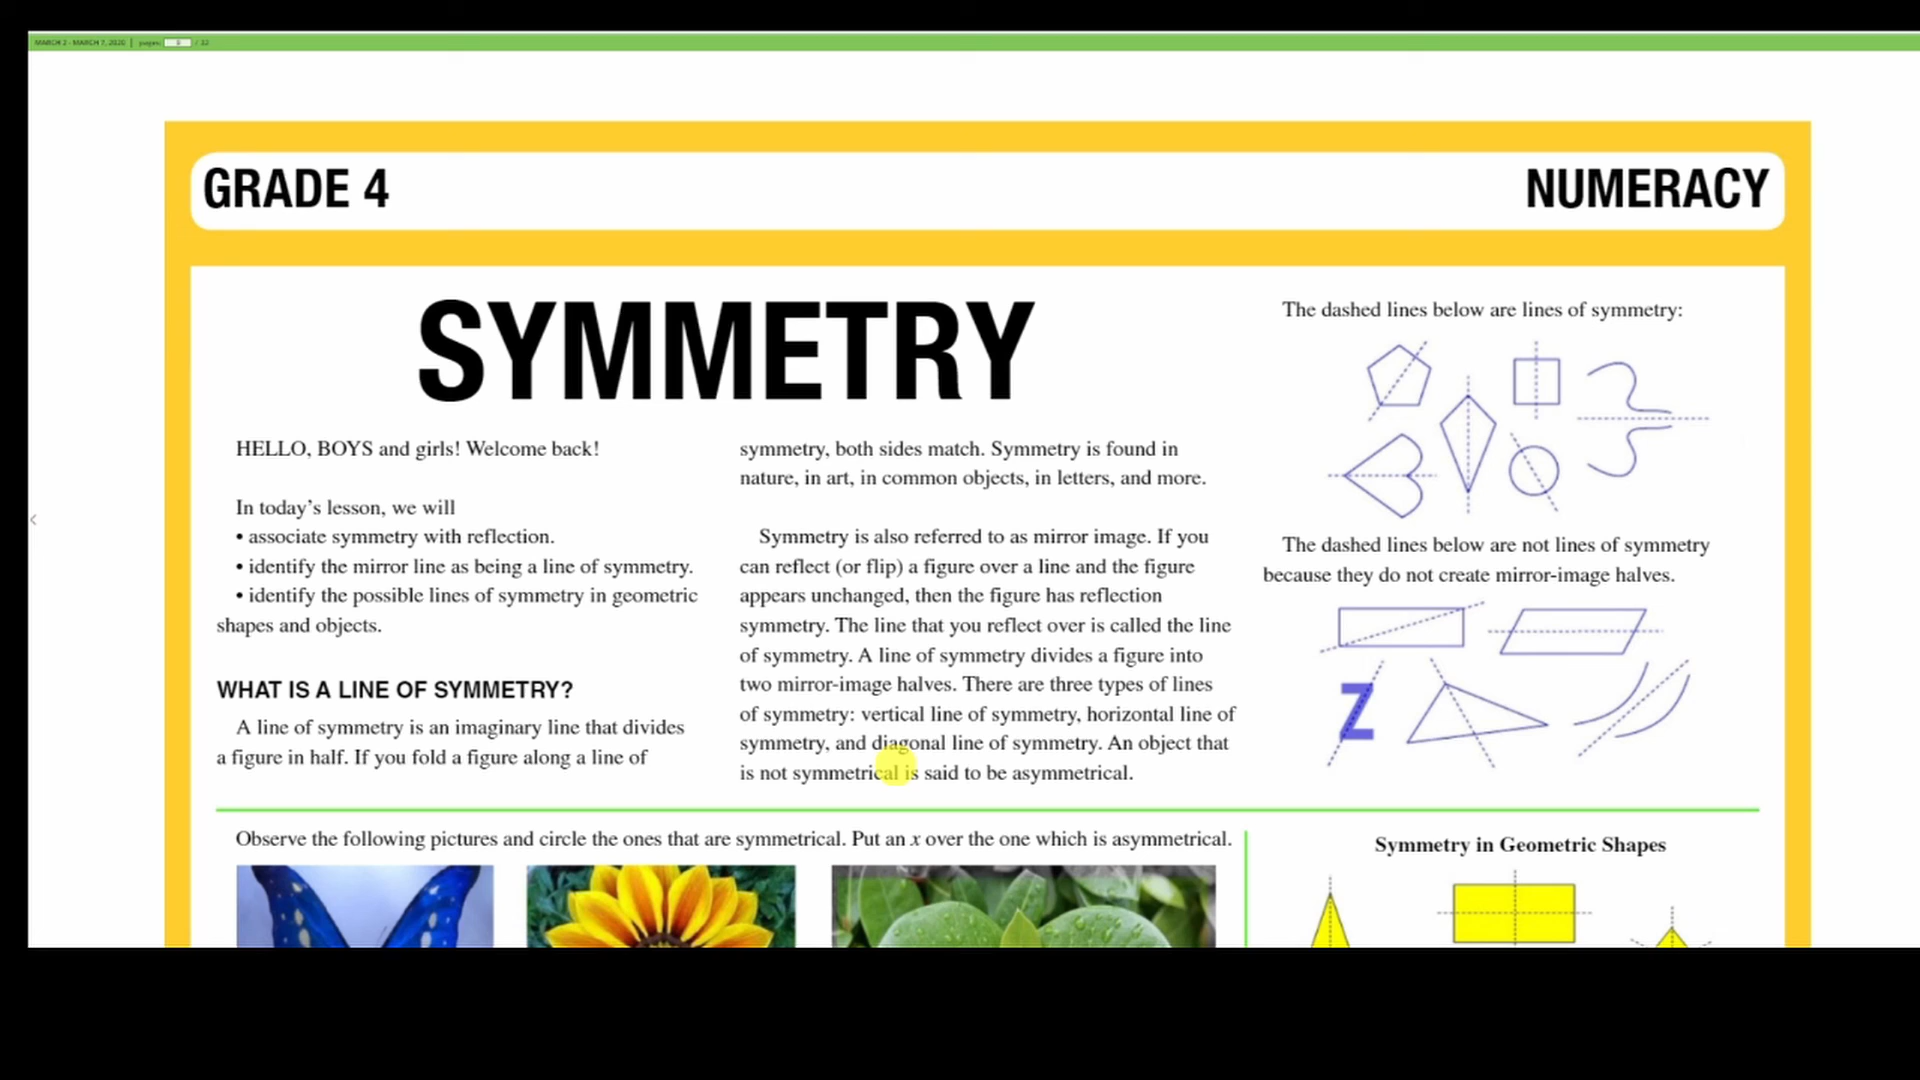 MARCH 2 - MARCH 7, 2020 | pages: 9 / 32
GRADE 4
NUMERACY
SYMMETRY
HELLO, BOYS and girls! Welcome back!
In today’s lesson, we will
• associate symmetry with reflection.
• identify the mirror line as being a line of symmetry.
• identify the possible lines of symmetry in geometric
shapes and objects.
WHAT IS A LINE OF SYMMETRY?
A line of symmetry is an imaginary line that divides
a figure in half. If you fold a figure along a line of
symmetry, both sides match. Symmetry is found in
nature, in art, in common objects, in letters, and more.
Symmetry is also referred to as mirror image. If you
can reflect (or flip) a figure over a line and the figure
appears unchanged, then the figure has reflection
symmetry. The line that you reflect over is called the line
of symmetry. A line of symmetry divides a figure into
two mirror-image halves. There are three types of lines
of symmetry: vertical line of symmetry, horizontal line of
symmetry, and diagonal line of symmetry. An object that
is not symmetrical is said to be asymmetrical.
The dashed lines below are lines of symmetry:
The dashed lines below are not lines of symmetry
because they do not create mirror-image halves.
Z
Observe the following pictures and circle the ones that are symmetrical. Put an x over the one which is asymmetrical.
Symmetry in Geometric Shapes